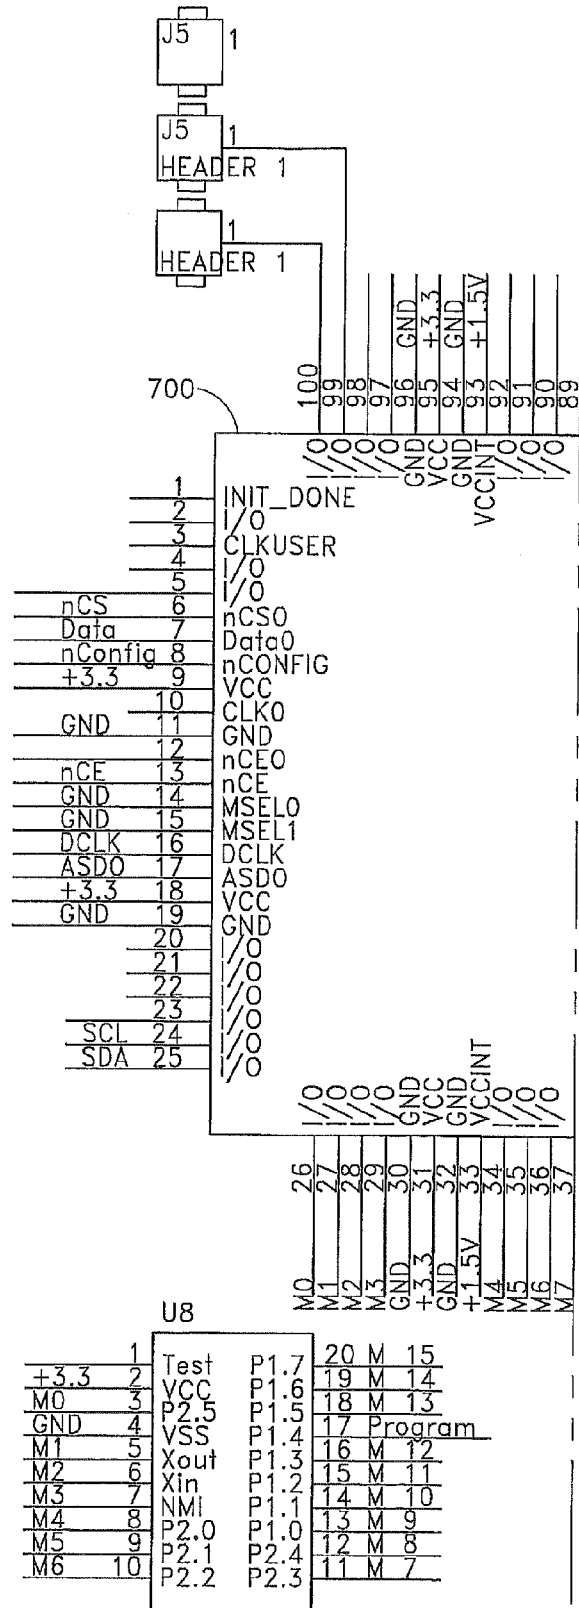 J5 1
J5 1
HEADER 1
1
HEADER 1
700
100 99 98 97 96 95 94 93 92 91 90 89
GND +3.3 GND +1.5V
I/O I/O I/O I/O GND VCC GND VCCINT I/O I/O I/O
1 INIT_DONE
2 I/O
3 CLKUSER
4 I/O
5 I/O
nCS 6 nCSO
Data 7 Data0
nConfig 8 nCONFIG
+3.3 9 VCC
10 CLK0
GND 11 GND
12 nCEO
nCE 13 nCE
GND 14 MSEL0
GND 15 MSEL1
DCLK 16 DCLK
ASDO 17 ASDO
+3.3 18 VCC
GND 19 GND
20 I/O
21 I/O
22 I/O
23 I/O
SCL 24 I/O
SDA 25 I/O
I/O I/O I/O I/O GND VCC GND VCCINT I/O I/O I/O
26 27 28 29 30 31 32 33 34 35 36 37
M0 M1 M2 M3 GND +3.3 GND +1.5V M4 M5 M6 M7
U8
1 Test P1.7 20 M 15
+3.3 2 VCC P1.6 19 M 14
M0 3 P2.5 P1.5 18 M 13
GND 4 VSS P1.4 17 Program
M1 5 Xout P1.3 16 M 12
M2 6 Xin P1.2 15 M 11
M3 7 NMI P1.1 14 M 10
M4 8 P2.0 P1.0 13 M 9
M5 9 P2.1 P2.4 12 M 8
M6 10 P2.2 P2.3 11 M 7